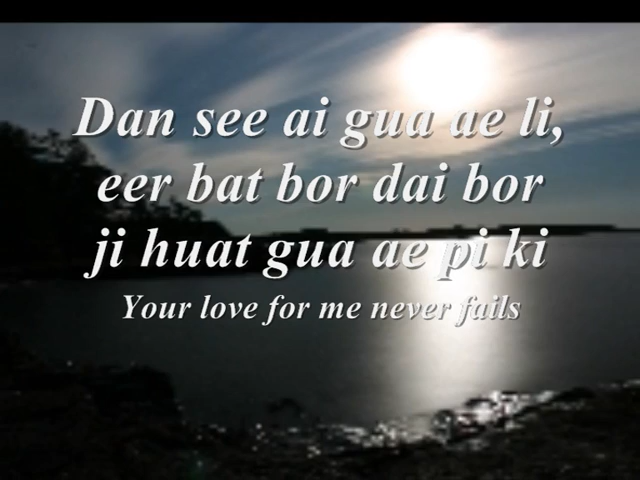 Dan see ai gua ae li,
eer bat bor dai bor
ji huat gua ae pi ki
Your love for me never fails